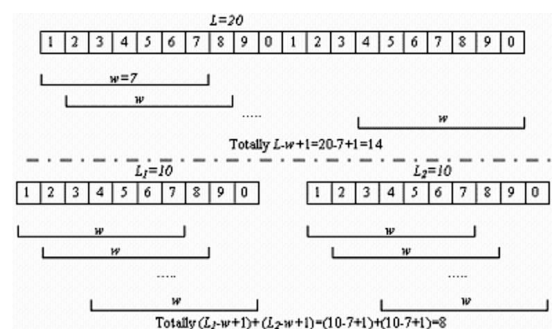 L=20
1 2 3 4 5 6 7 8 9 0 1 2 3 4 5 6 7 8 9 0
w=7
w
.....
w
Totally L-w+1=20-7+1=14
L1=10 L2=10
1 2 3 4 5 6 7 8 9 0 1 2 3 4 5 6 7 8 9 0
w w
w w
..... .....
w w
Totally (L1-w+1)+(L2-w+1)=(10-7+1)+(10-7+1)=8